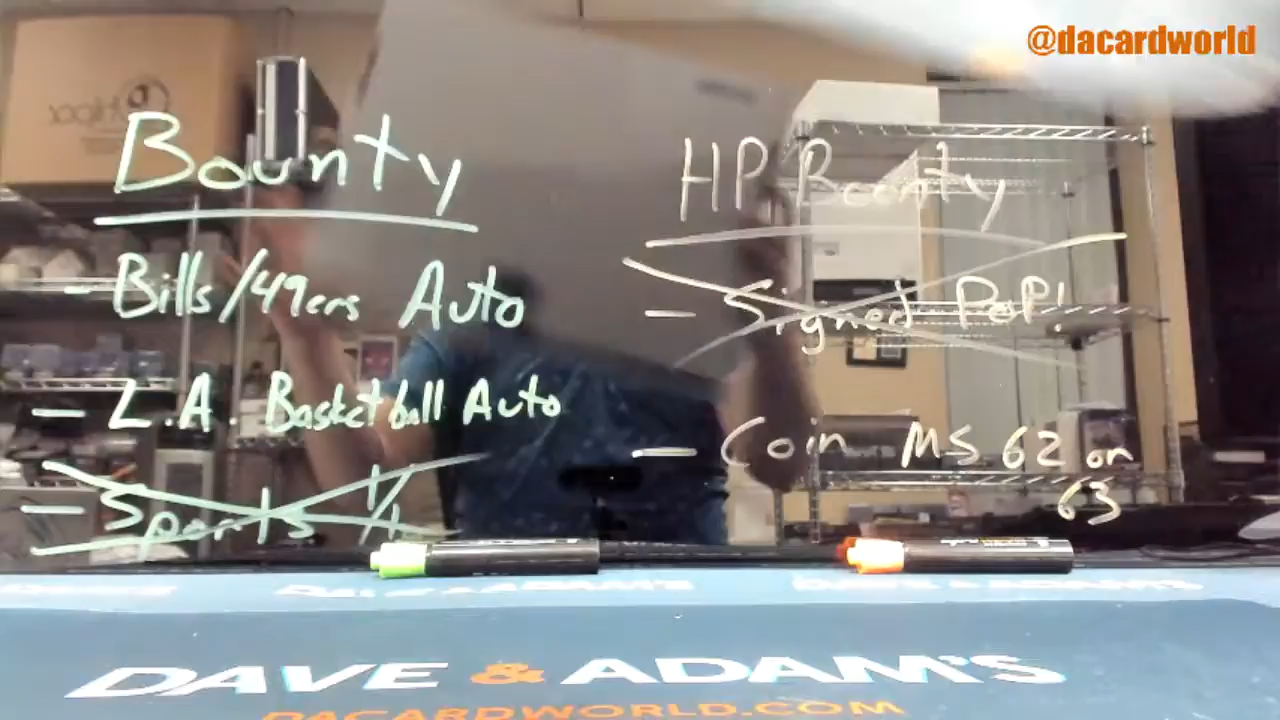 @dacardworld
Bounty
- Bills/49ers Auto
- L.A. Basketball Auto
- Sports 1/1
HP Bounty
- Signed PoP!
- Coin MS 62 or
63
DAVE & ADAM'S
DACARDWORLD.COM